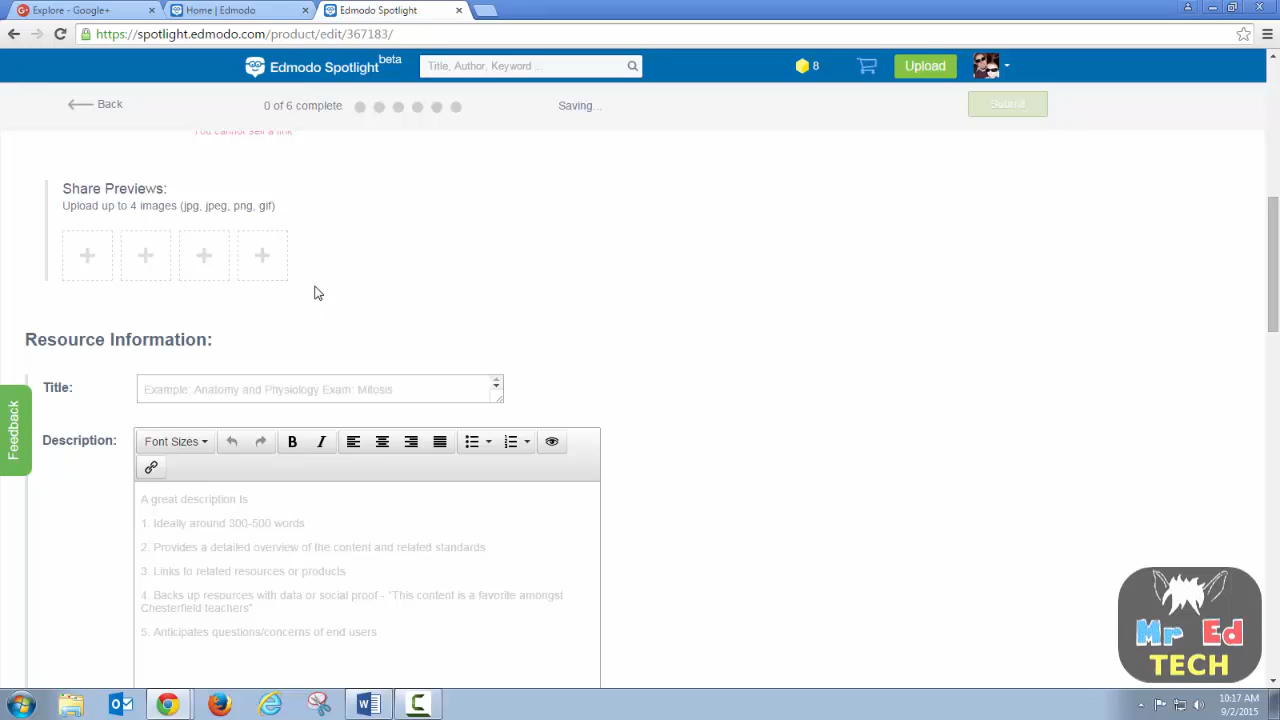 Explore - Google+
Home | Edmodo
Edmodo Spotlight
https://spotlight.edmodo.com/product/edit/367183/
Edmodo Spotlight beta
Title, Author, Keyword ...
8
Upload
Back
0 of 6 complete
Saving...
Submit
You cannot sell a link
Share Previews:
Upload up to 4 images (jpg, jpeg, png, gif)
Resource Information:
Title:
Example: Anatomy and Physiology Exam: Mitosis
Feedback
Description:
Font Sizes
B
I
A great description Is
1. Ideally around 300-500 words
2. Provides a detailed overview of the content and related standards
3. Links to related resources or products
4. Backs up resources with data or social proof - "This content is a favorite amongst
Chesterfield teachers"
5. Anticipates questions/concerns of end users
Mr Ed
TECH
10:17 AM
9/2/2015